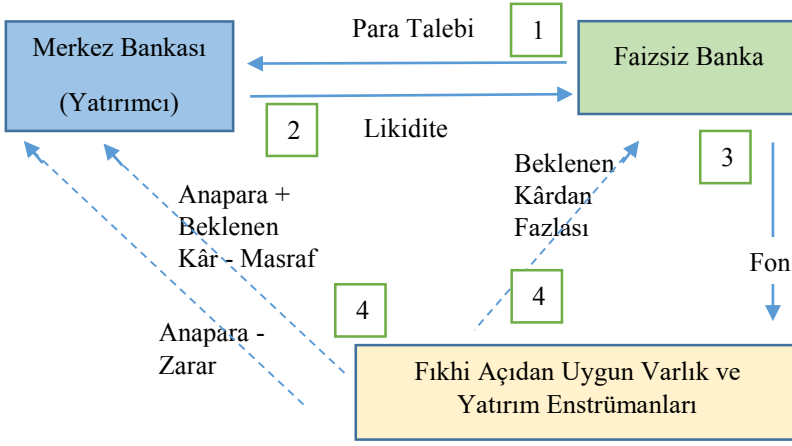 Merkez Bankası
(Yatırımcı)
Para Talebi
1
Faizsiz Banka
2
Likidite
3
Anapara +
Beklenen
Kâr - Masraf
Beklenen
Kârdan
Fazlası
Fon
4
4
Anapara -
Zarar
Fıkhi Açıdan Uygun Varlık ve
Yatırım Enstrümanları